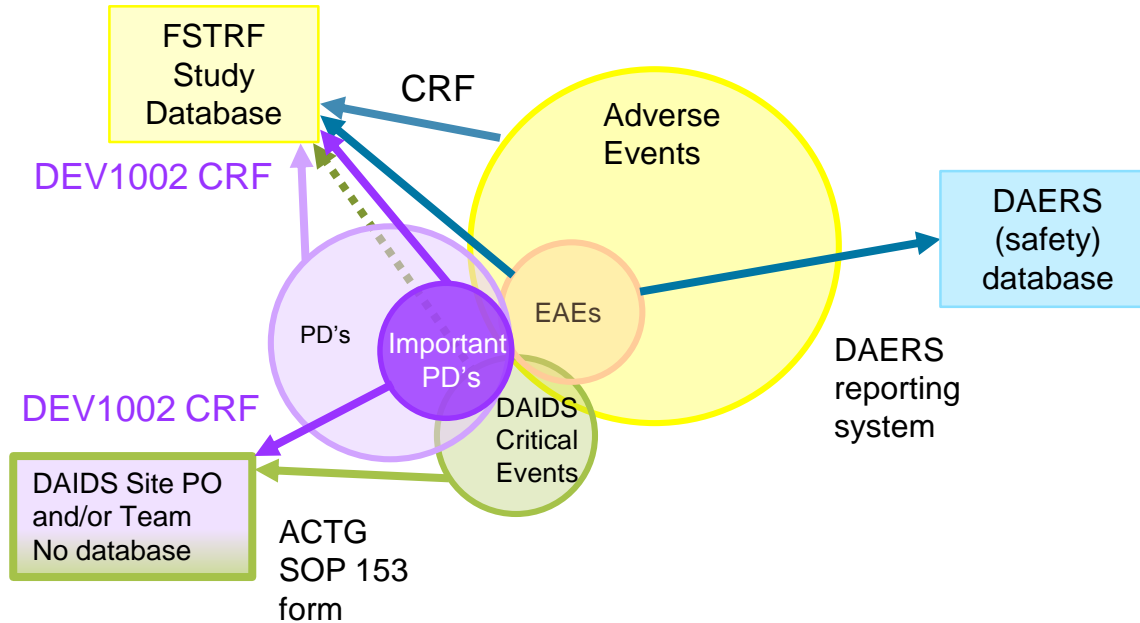 FSTRF
Study
Database
CRF
Adverse
Events
DEV1002 CRF
DAERS
(safety)
database
EAEs
PD's
Important
PD's
DAERS
reporting
system
DEV1002 CRF
DAIDS
Critical
Events
DAIDS Site PO
and/or Team
No database
ACTG
SOP 153
form